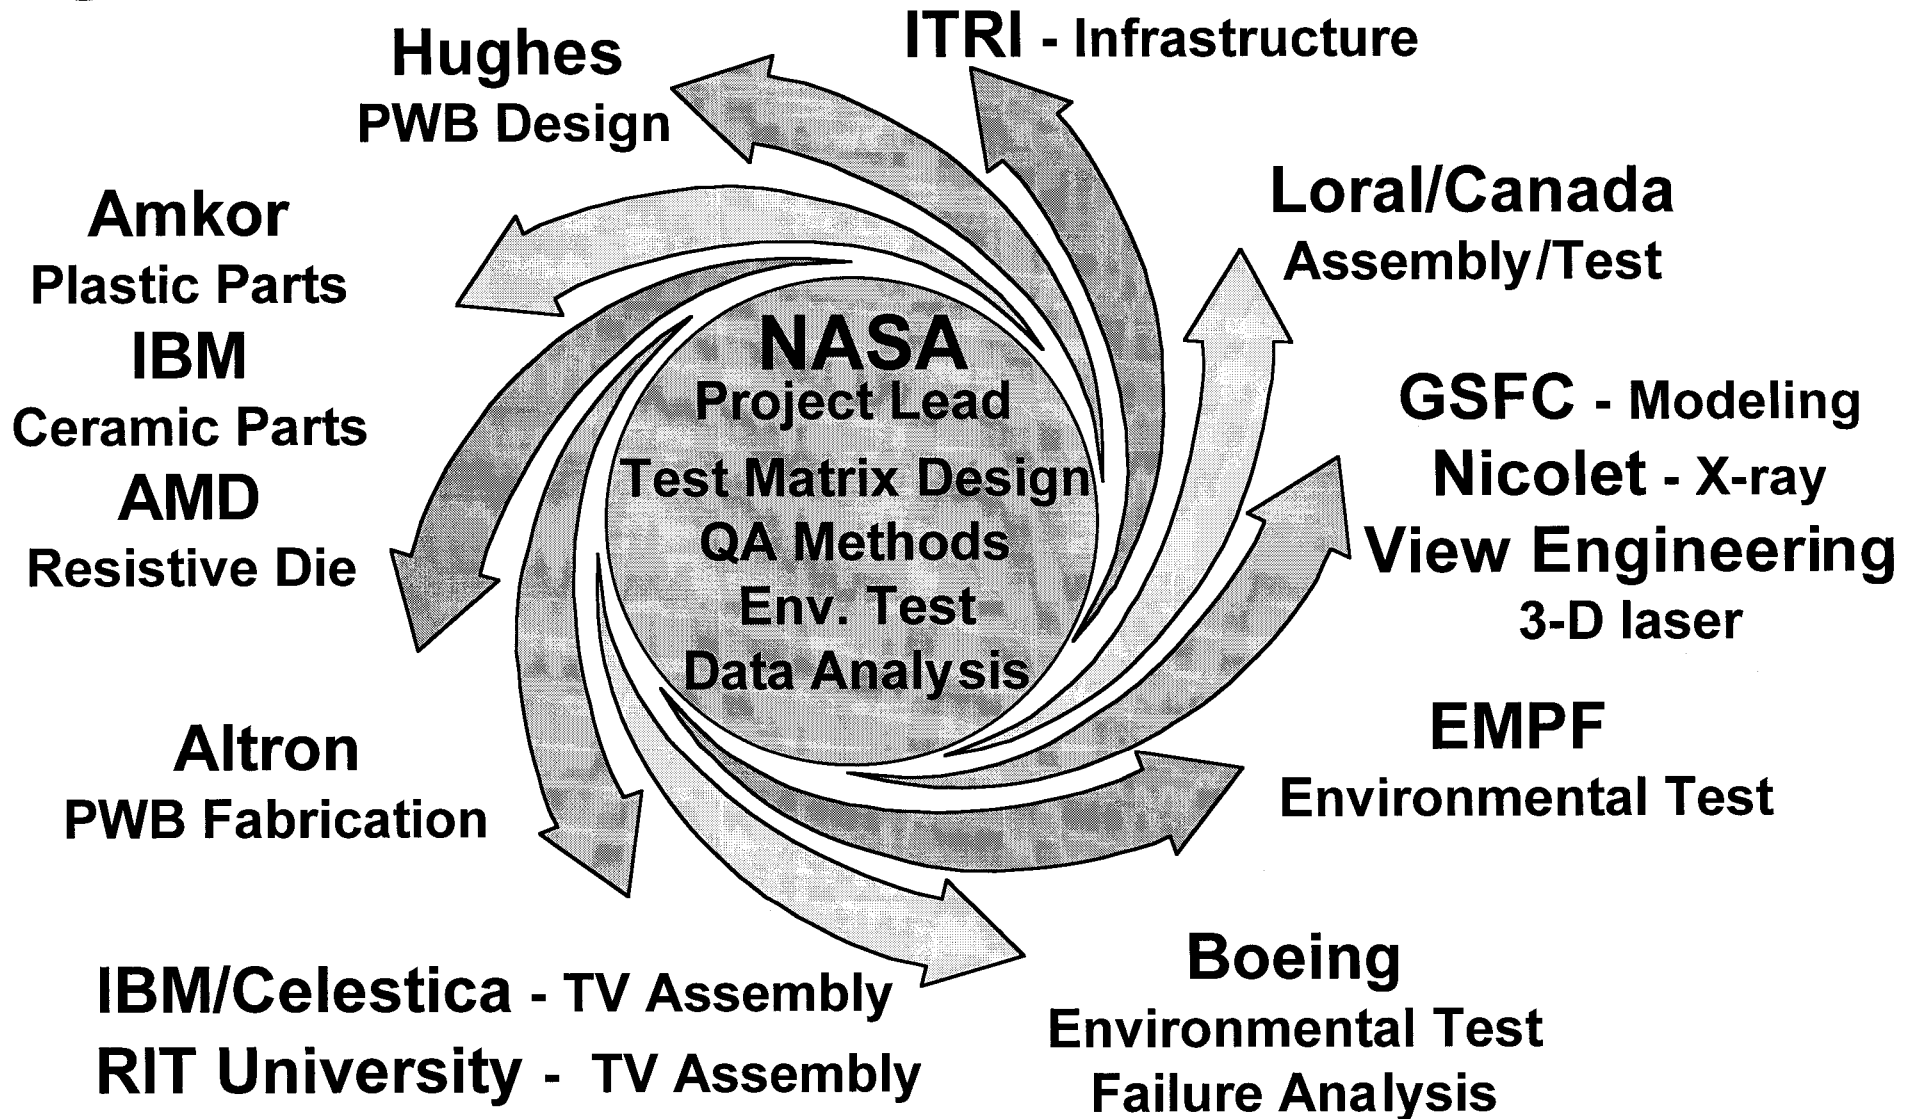 Hughes
PWB Design
ITRI - Infrastructure
Amkor
Plastic Parts
IBM
Ceramic Parts
AMD
Resistive Die
Loral/Canada
Assembly/Test
NASA
Project Lead
Test Matrix Design
QA Methods
Env. Test
Data Analysis
GSFC - Modeling
Nicolet - X-ray
View Engineering
3-D laser
Altron
PWB Fabrication
EMPF
Environmental Test
IBM/Celestica - TV Assembly
RIT University - TV Assembly
Boeing
Environmental Test
Failure Analysis